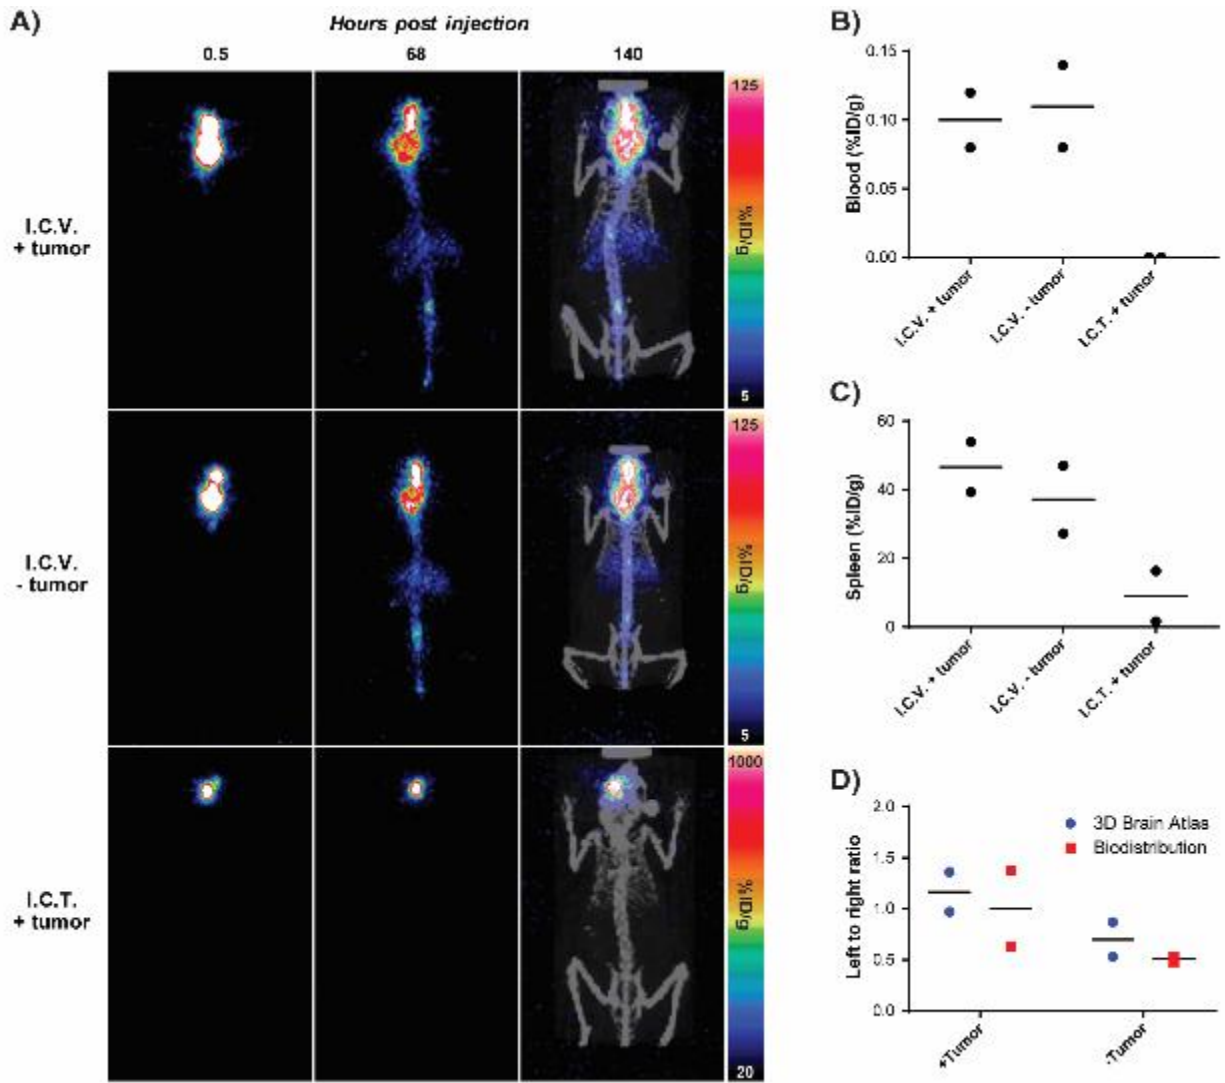 A)
Hours post injection
0.5 68 140
I.C.V.
+ tumor
125
%ID/g
5
I.C.V.
- tumor
125
%ID/g
5
I.C.T.
+ tumor
1000
%ID/g
20
B)
Blood (%ID/g)
0.15
0.10
0.05
0.00
I.C.V. + tumor
I.C.V. - tumor
I.C.T. + tumor
C)
Spleen (%ID/g)
60
40
20
0
I.C.V. + tumor
I.C.V. - tumor
I.C.T. + tumor
D)
Left to right ratio
2.0
1.5
1.0
0.5
0.0
3D Brain Atlas
Biodistribution
+Tumor
-Tumor